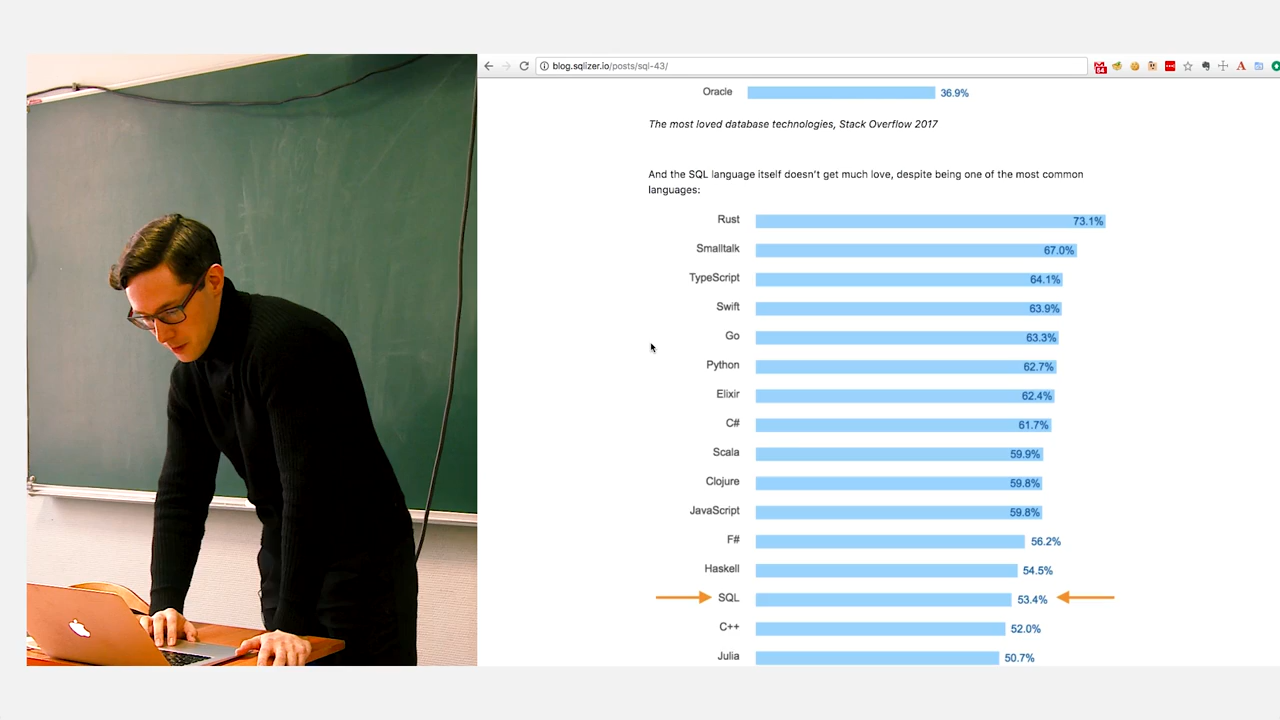 blog.sqlizer.io/posts/sql-43/
64
Oracle 36.9%
The most loved database technologies, Stack Overflow 2017
And the SQL language itself doesn't get much love, despite being one of the most common
languages:
Rust 73.1%
Smalltalk 67.0%
TypeScript 64.1%
Swift 63.9%
Go 63.3%
Python 62.7%
Elixir 62.4%
C# 61.7%
Scala 59.9%
Clojure 59.8%
JavaScript 59.8%
F# 56.2%
Haskell 54.5%
SQL 53.4%
C++ 52.0%
Julia 50.7%